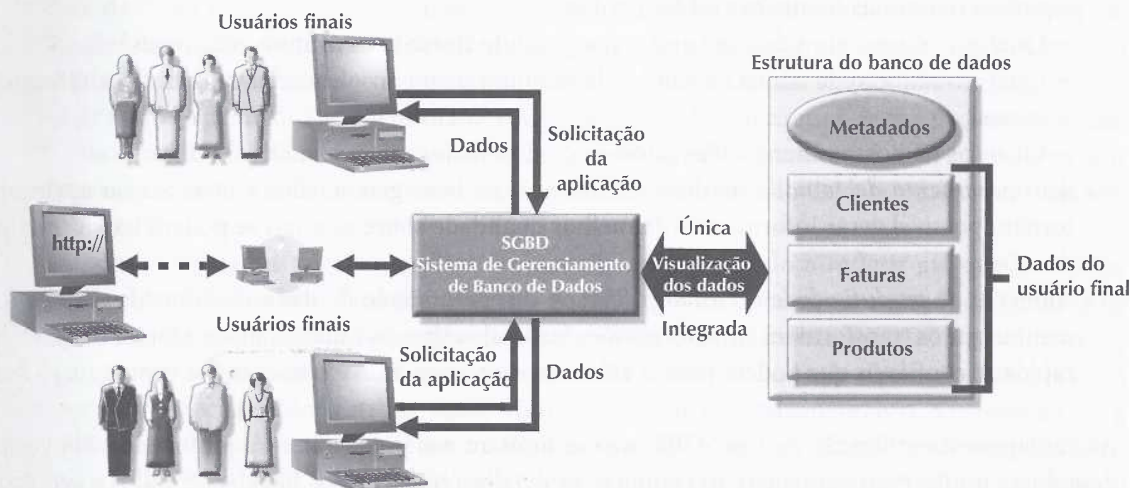 Usuários finais
Estrutura do banco de dados
Metadados
Dados
Solicitação
da
aplicação
Clientes
http://
SGBD
Sistema de Gerenciamento
de Banco de Dados
Única
Visualização
dos dados
Integrada
Faturas
Dados do
usuário final
Usuários finais
Produtos
Solicitação
da aplicação
Dados